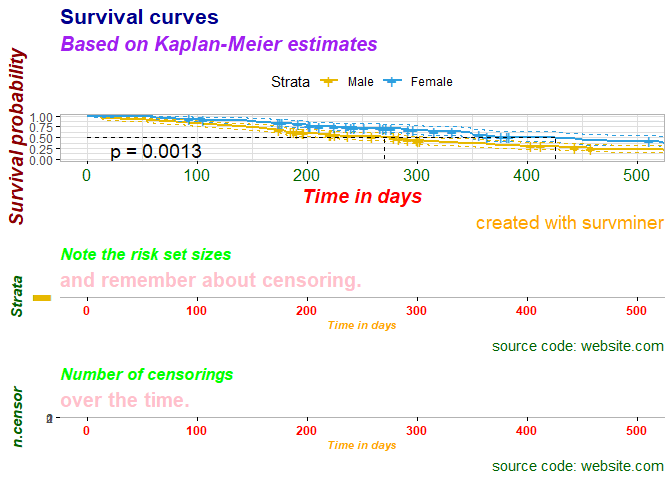 Survival curves
Based on Kaplan-Meier estimates
Strata Male Female
Survival probability
1.00
0.75
0.50
0.25
0.00
p = 0.0013
0 100 200 300 400 500
Time in days
created with survminer
Note the risk set sizes
and remember about censoring.
Strata
0 100 200 300 400 500
Time in days
source code: website.com
Number of censorings
over the time.
n.censor
0 100 200 300 400 500
Time in days
source code: website.com